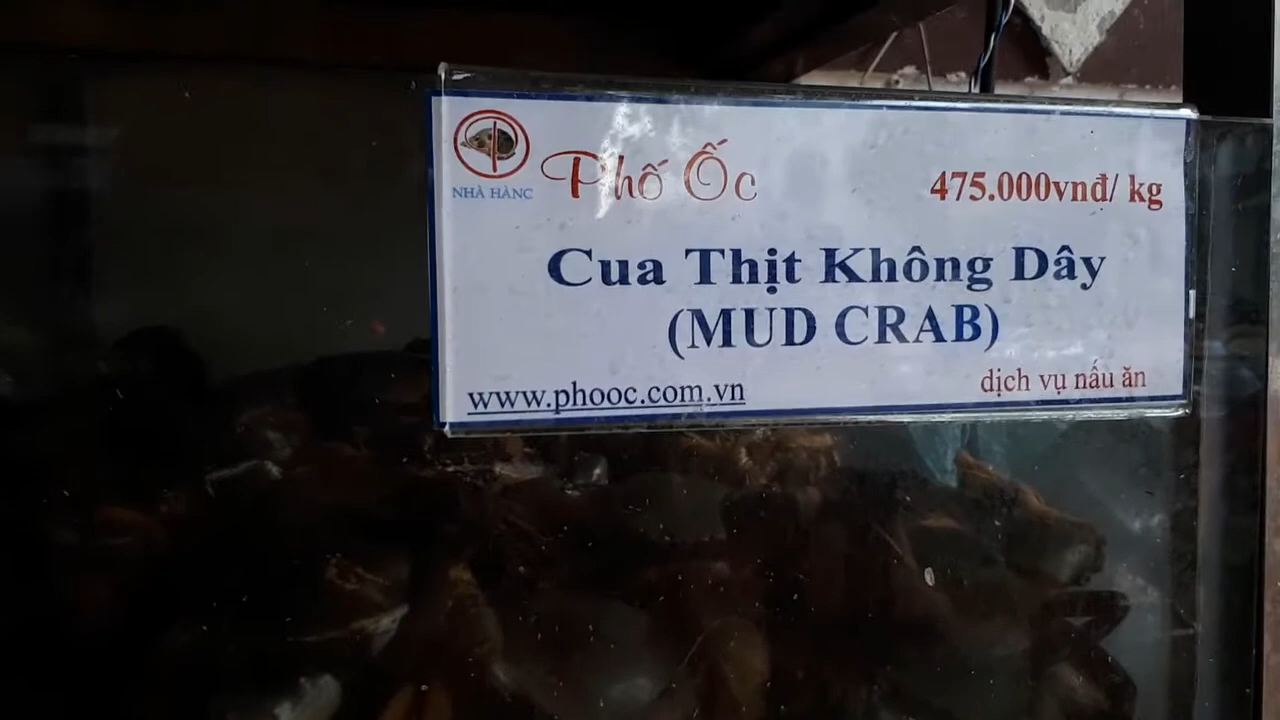 NHÀ HÀNG
Phố Ốc
475.000vnđ/ kg
Cua Thịt Không Dây
(MUD CRAB)
www.phooc.com.vn
dịch vụ nấu ăn